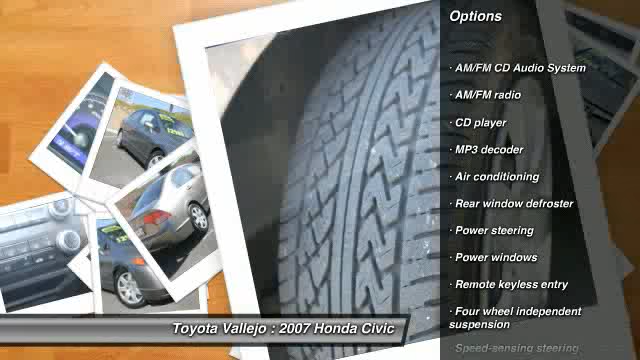 Options
· AM/FM CD Audio System
· AM/FM radio
· CD player
· MP3 decoder
· Air conditioning
· Rear window defroster
· Power steering
· Power windows
· Remote keyless entry
· Four wheel independent
suspension
· Speed-sensing steering
Toyota Vallejo : 2007 Honda Civic